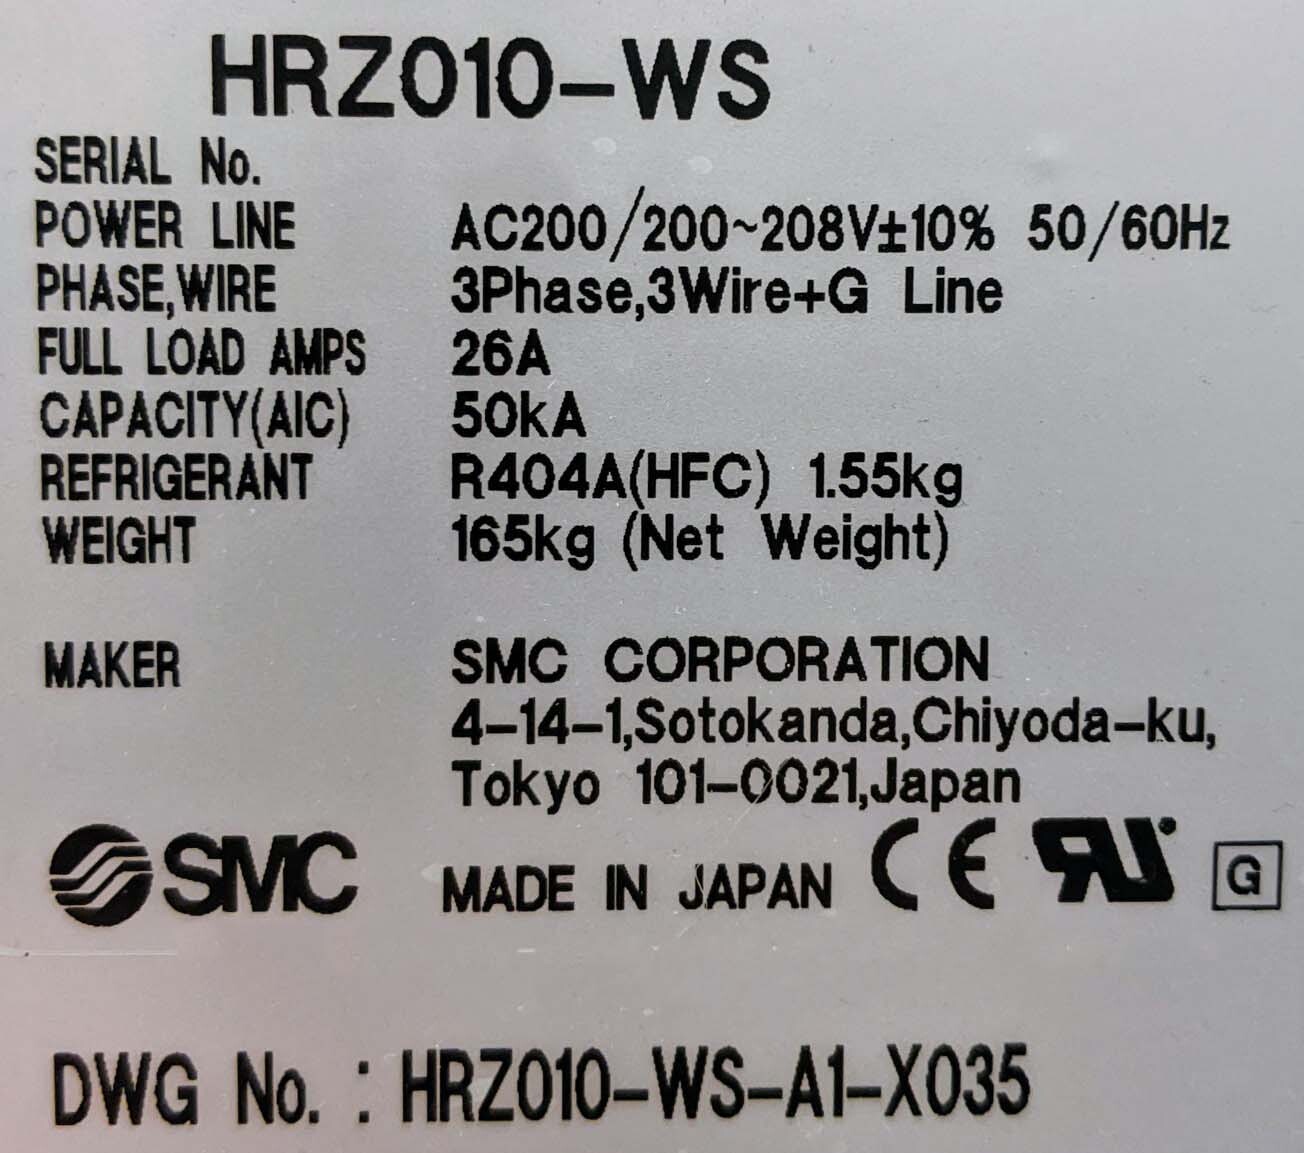 HRZ010-WS
SERIAL No.
POWER LINE AC200/200~208V±10% 50/60Hz
PHASE,WIRE 3Phase,3Wire+G Line
FULL LOAD AMPS 26A
CAPACITY(AIC) 50kA
REFRIGERANT R404A(HFC) 1.55kg
WEIGHT 165kg (Net Weight)
MAKER SMC CORPORATION
4-14-1,Sotokanda,Chiyoda-ku,
Tokyo 101-0021,Japan
SMC MADE IN JAPAN CE RU G
DWG No. : HRZ010-WS-A1-X035